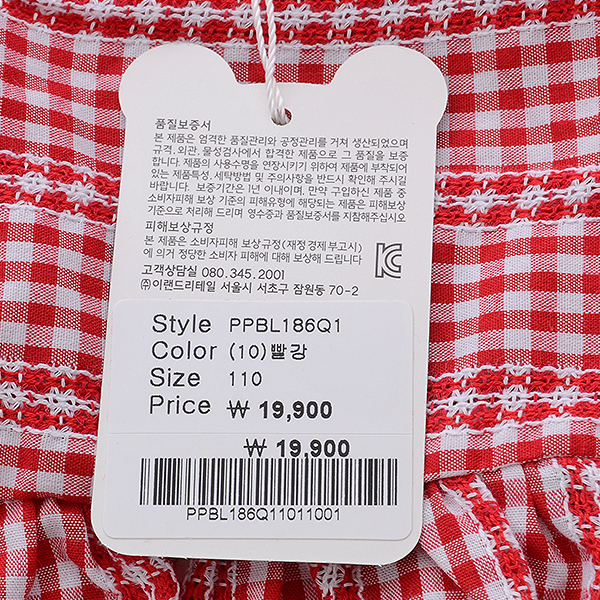 품질보증서
본 제품은 엄격한 품질관리와 공정관리를 거쳐 생산되었으며
규격, 외관, 물성검사에서 합격한 제품으로 그 품질을 보증
합니다. 제품의 사용수명을 연장시키기 위하여 제품에 부착되어
있는 제품특성, 세탁방법 및 주의사항을 반드시 확인해 주시길
바랍니다. 보증기간은 1년 이내이며, 만약 구입하신 제품 중
소비자피해 보상 기준의 피해유형에 해당되는 제품은 피해보상
기준으로 처리해 드리며 영수증과 품질보증서를 지참해주십시오
피해보상규정
본 제품은 소비자피해 보상규정(재정경제부고시)
에 의거 정당한 소비자 피해에 대해 보상해 드립니다
고객상담실 080.345.2001
㈜이랜드리테일 서울시 서초구 잠원동 70-2
Style PPBL186Q1
Color (10)빨강
Size 110
Price ₩ 19,900
₩ 19,900
PPBL186Q11011001